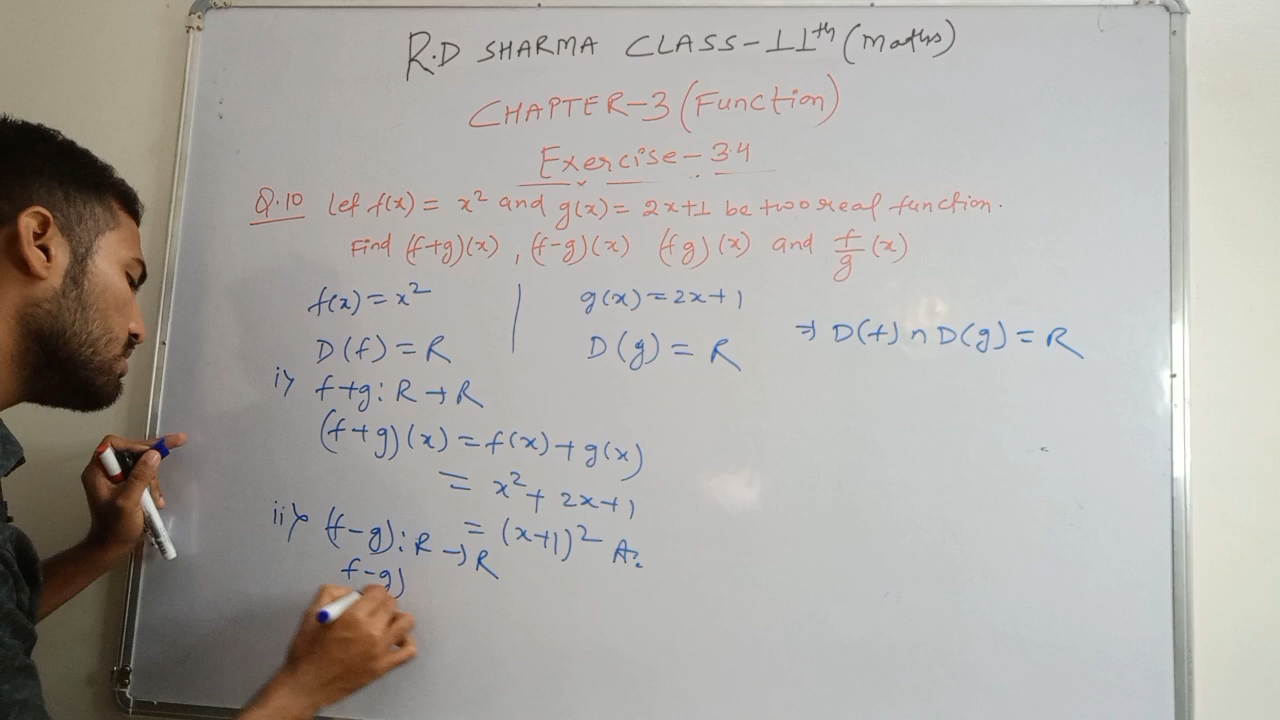 R.D SHARMA CLASS-11th (Maths)
CHAPTER-3 (Function)
Exercise-3.4
Q.10 Let f(x) = x² and g(x) = 2x+1 be two real function.
Find (f+g)(x), (f-g)(x) (fg)(x) and f/g (x)
f(x) = x² | g(x) = 2x+1
D(f) = R D(g) = R ⇒ D(f) ∩ D(g) = R
i) f+g: R → R
(f+g)(x) = f(x) + g(x)
= x² + 2x+1
= (x+1)² A:
ii) (f-g): R → R
f-g)